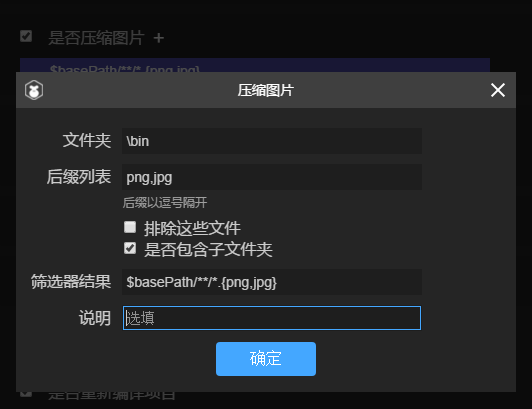 是否压缩图片 +
$basePath/**/*.{png,jpg}
压缩图片
文件夹 \bin
后缀列表 png,jpg
后缀以逗号隔开
排除这些文件
是否包含子文件夹
筛选器结果 $basePath/**/*.{png,jpg}
说明 选填
确定
是否重新编译项目